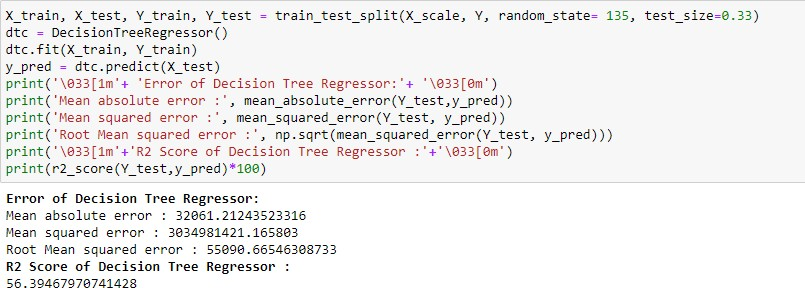 X_train, X_test, Y_train, Y_test = train_test_split(X_scale, Y, random_state= 135, test_size=0.33)
dtc = DecisionTreeRegressor()
dtc.fit(X_train, Y_train)
y_pred = dtc.predict(X_test)
print('\033[1m'+ 'Error of Decision Tree Regressor:'+ '\033[0m')
print('Mean absolute error :', mean_absolute_error(Y_test,y_pred))
print('Mean squared error :', mean_squared_error(Y_test, y_pred))
print('Root Mean squared error :', np.sqrt(mean_squared_error(Y_test, y_pred)))
print('\033[1m'+'R2 Score of Decision Tree Regressor :'+'\033[0m')
print(r2_score(Y_test,y_pred)*100)
Error of Decision Tree Regressor:
Mean absolute error : 32061.21243523316
Mean squared error : 3034981421.165803
Root Mean squared error : 55090.66546308733
R2 Score of Decision Tree Regressor :
56.39467970741428